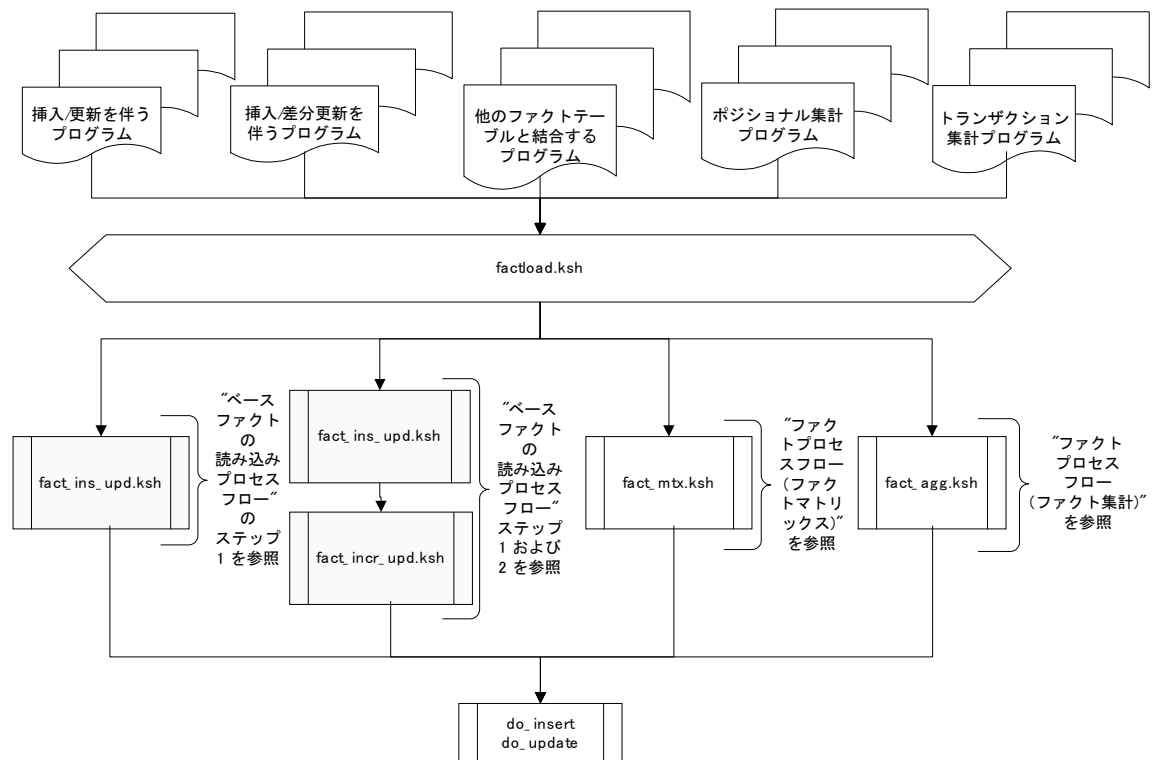 挿入/更新を伴う
プログラム
挿入/差分更新を
伴うプログラム
他のファクトテー
ブルと結合する
プログラム
ポジショナル集計
プログラム
トランザクション
集計プログラム
factload.ksh
fact_ins_upd.ksh
"ベース
ファクト
の
読み込み
プロセス
フロー"
の
ステップ
1 を参照
fact_ins_upd.ksh
fact_incr_upd.ksh
"ベース
ファクト
の
読み込み
プロセス
フロー"
ステップ
1 および
2 を参照
fact_mtx.ksh
"ファク
トプロセ
スフロー
(ファク
トマトリ
ックス)"
を参照
fact_agg.ksh
"ファクト
プロセス
フロー
(ファクト集計)"
を参照
do_insert
do_update